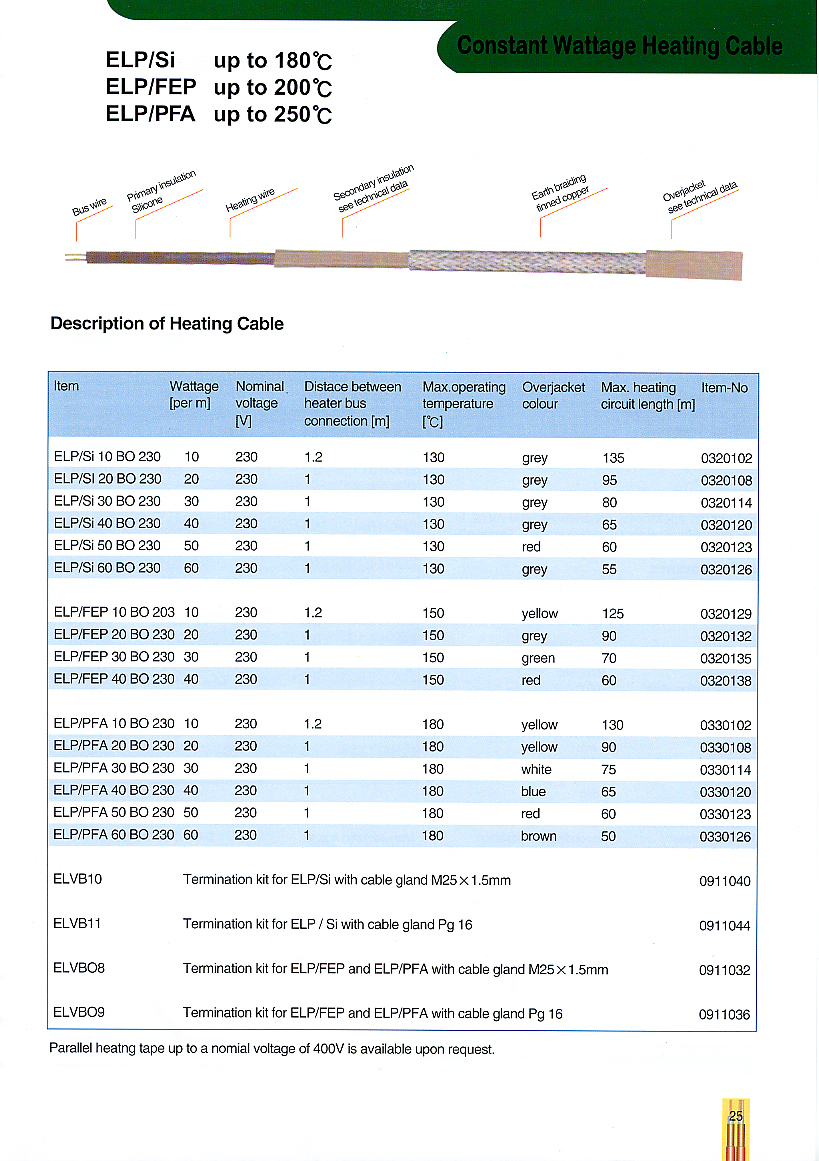 Constant Wattage Heating Cable
ELP/Si up to 180℃
ELP/FEP up to 200℃
ELP/PFA up to 250℃
Bus wire
Primary insulation
Silicone
Heating wire
Secondary insulation
see technical data
Earth braiding
tinned copper
Overjacket
see technical data
Description of Heating Cable
Item Wattage Nominal Distace between Max.operating Overjacket Max. heating Item-No
[per m] voltage heater bus temperature colour circuit length [m]
[V] connection [m] [℃]
ELP/Si 10 BO 230 10 230 1.2 130 grey 135 0320102
ELP/SI 20 BO 230 20 230 1 130 grey 95 0320108
ELP/Si 30 BO 230 30 230 1 130 grey 80 0320114
ELP/Si 40 BO 230 40 230 1 130 grey 65 0320120
ELP/Si 50 BO 230 50 230 1 130 red 60 0320123
ELP/Si 60 BO 230 60 230 1 130 grey 55 0320126
ELP/FEP 10 BO 203 10 230 1.2 150 yellow 125 0320129
ELP/FEP 20 BO 230 20 230 1 150 grey 90 0320132
ELP/FEP 30 BO 230 30 230 1 150 green 70 0320135
ELP/FEP 40 BO 230 40 230 1 150 red 60 0320138
ELP/PFA 10 BO 230 10 230 1.2 180 yellow 130 0330102
ELP/PFA 20 BO 230 20 230 1 180 yellow 90 0330108
ELP/PFA 30 BO 230 30 230 1 180 white 75 0330114
ELP/PFA 40 BO 230 40 230 1 180 blue 65 0330120
ELP/PFA 50 BO 230 50 230 1 180 red 60 0330123
ELP/PFA 60 BO 230 60 230 1 180 brown 50 0330126
ELVB10 Termination kit for ELP/Si with cable gland M25×1.5mm 0911040
ELVB11 Termination kit for ELP / Si with cable gland Pg 16 0911044
ELVBO8 Termination kit for ELP/FEP and ELP/PFA with cable gland M25×1.5mm 0911032
ELVBO9 Termination kit for ELP/FEP and ELP/PFA with cable gland Pg 16 0911036
Parallel heatng tape up to a nomial voltage of 400V is available upon request.
25